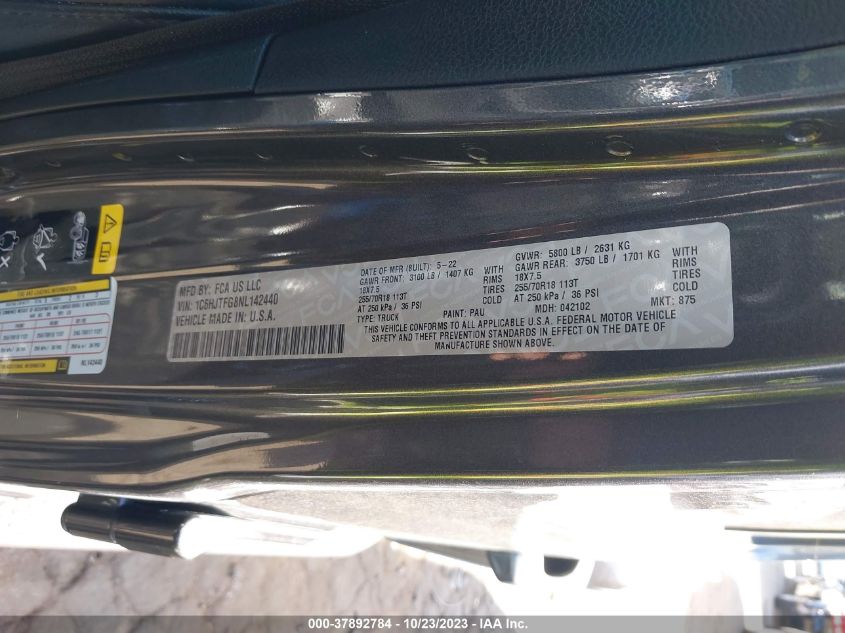 MFD BY: FCA US LLC
VIN: 1C6HJTFG8NL142440
VEHICLE MADE IN U.S.A.
DATE OF MFR (BUILT): 5-22
GAWR FRONT: 3100 LB / 1407 KG WITH
18X7.5 RIMS
255/70R18 113T TIRES
AT 250 kPa / 36 PSI COLD
TYPE: TRUCK PAINT: PAU
GVWR: 5800 LB / 2631 KG
GAWR REAR: 3750 LB / 1701 KG WITH
18X7.5 RIMS
255/70R18 113T TIRES
AT 250 kPa / 36 PSI COLD
MDH: 042102 MKT: 875
THIS VEHICLE CONFORMS TO ALL APPLICABLE U.S.A. FEDERAL MOTOR VEHICLE
SAFETY AND THEFT PREVENTION STANDARDS IN EFFECT ON THE DATE OF
MANUFACTURE SHOWN ABOVE.
NL142440
000-37892784 | 10/23/2023 - IAA Inc.